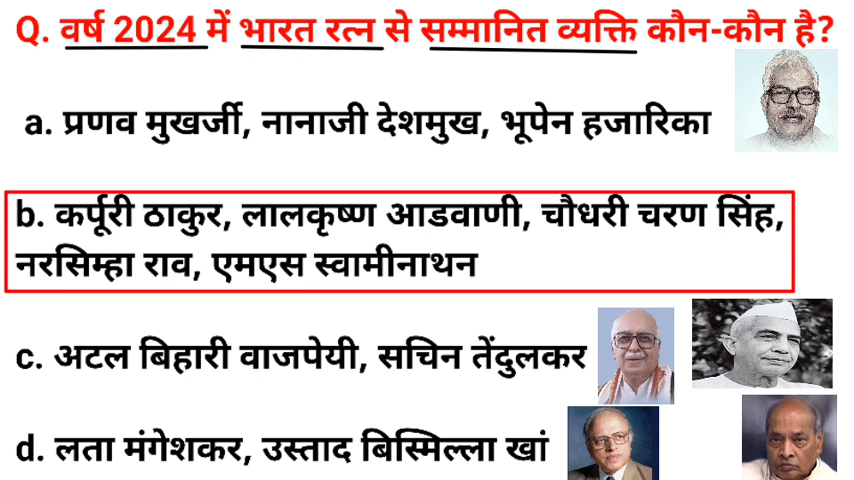 Q. वर्ष 2024 में भारत रत्न से सम्मानित व्यक्ति कौन-कौन है?
a. प्रणव मुखर्जी, नानाजी देशमुख, भूपेन हजारिका
b. कर्पूरी ठाकुर, लालकृष्ण आडवाणी, चौधरी चरण सिंह,
नरसिम्हा राव, एमएस स्वामीनाथन
c. अटल बिहारी वाजपेयी, सचिन तेंदुलकर
d. लता मंगेशकर, उस्ताद बिस्मिल्ला खां